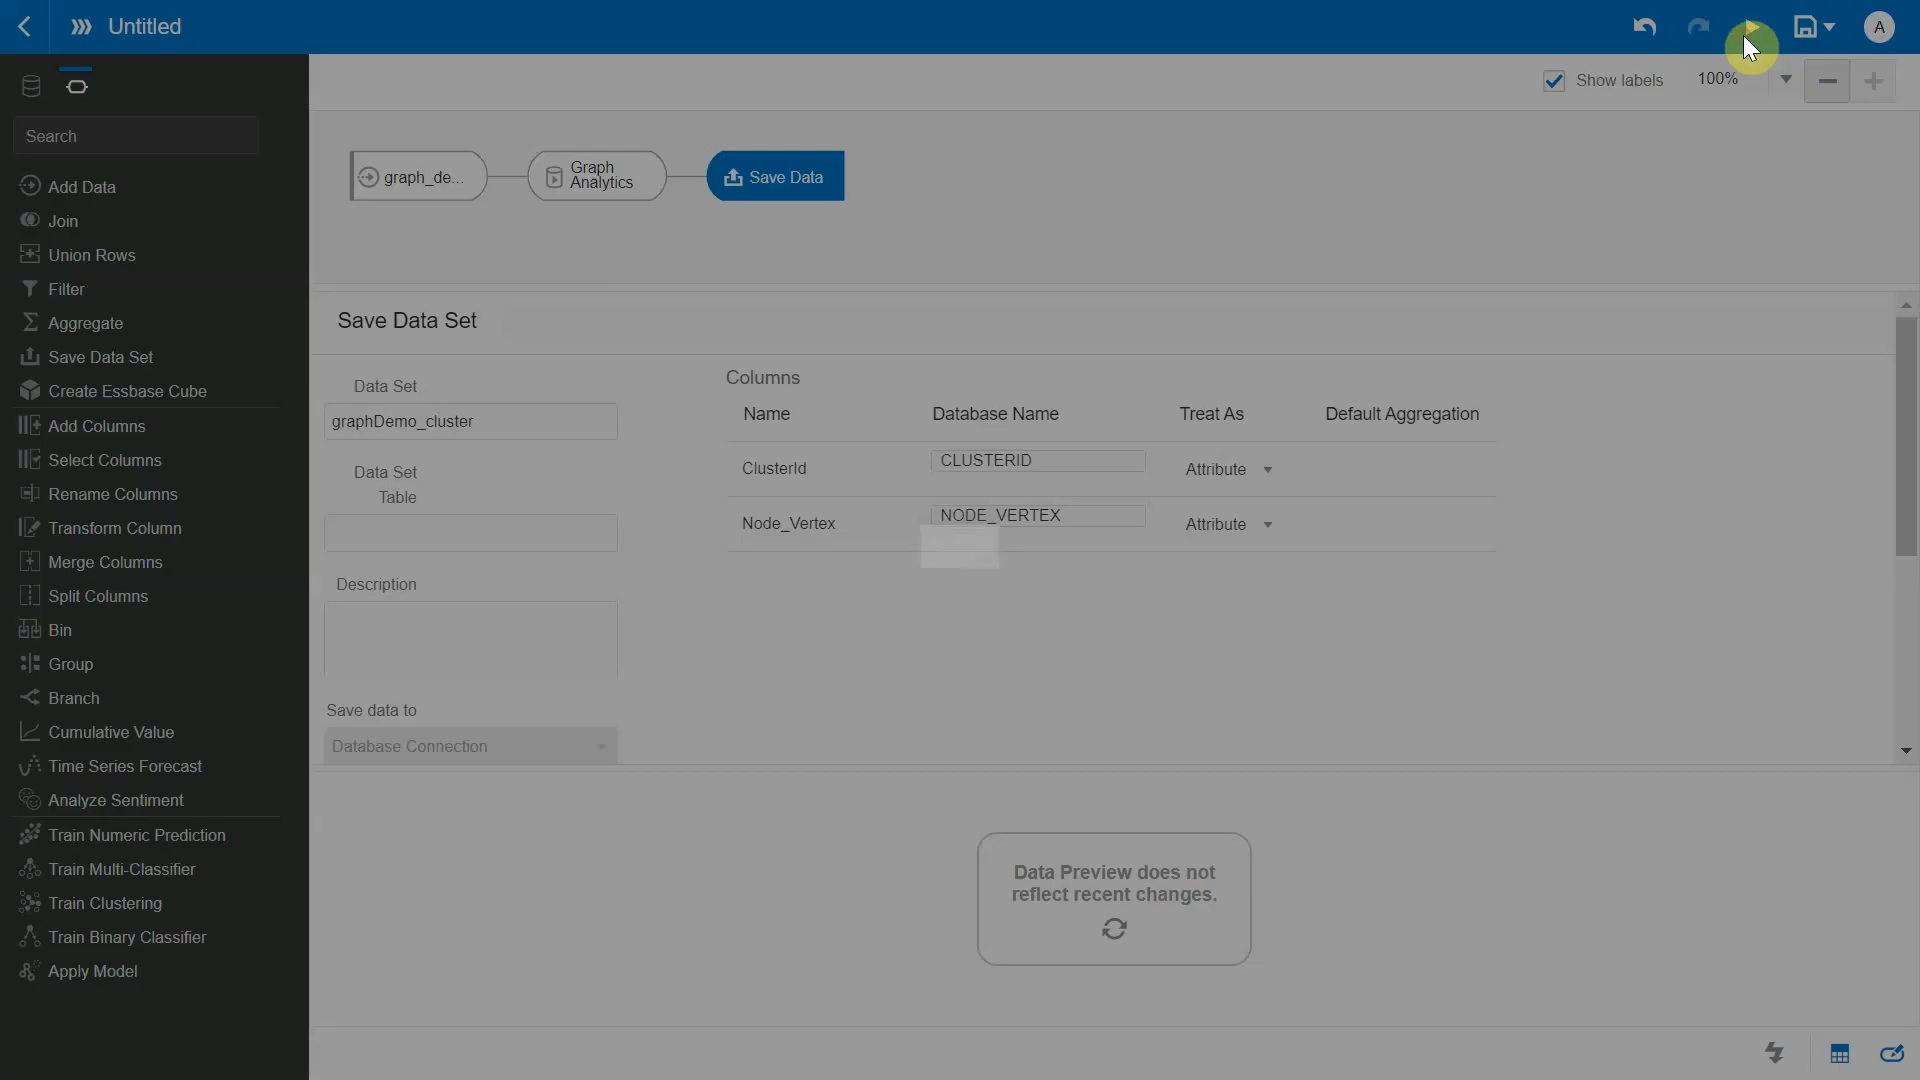 Untitled
A
Show labels
100%
Search
Add Data
Join
Union Rows
Filter
Aggregate
Save Data Set
Create Essbase Cube
Add Columns
Select Columns
Rename Columns
Transform Column
Merge Columns
Split Columns
Bin
Group
Branch
Cumulative Value
Time Series Forecast
Analyze Sentiment
Train Numeric Prediction
Train Multi-Classifier
Train Clustering
Train Binary Classifier
Apply Model
graph_de...
Graph
Analytics
Save Data
Save Data Set
Data Set
graphDemo_cluster
Data Set
Table
Description
Save data to
Database Connection
Columns
Name Database Name Treat As Default Aggregation
ClusterId CLUSTERID Attribute
Node_Vertex NODE_VERTEX Attribute
Data Preview does not
reflect recent changes.